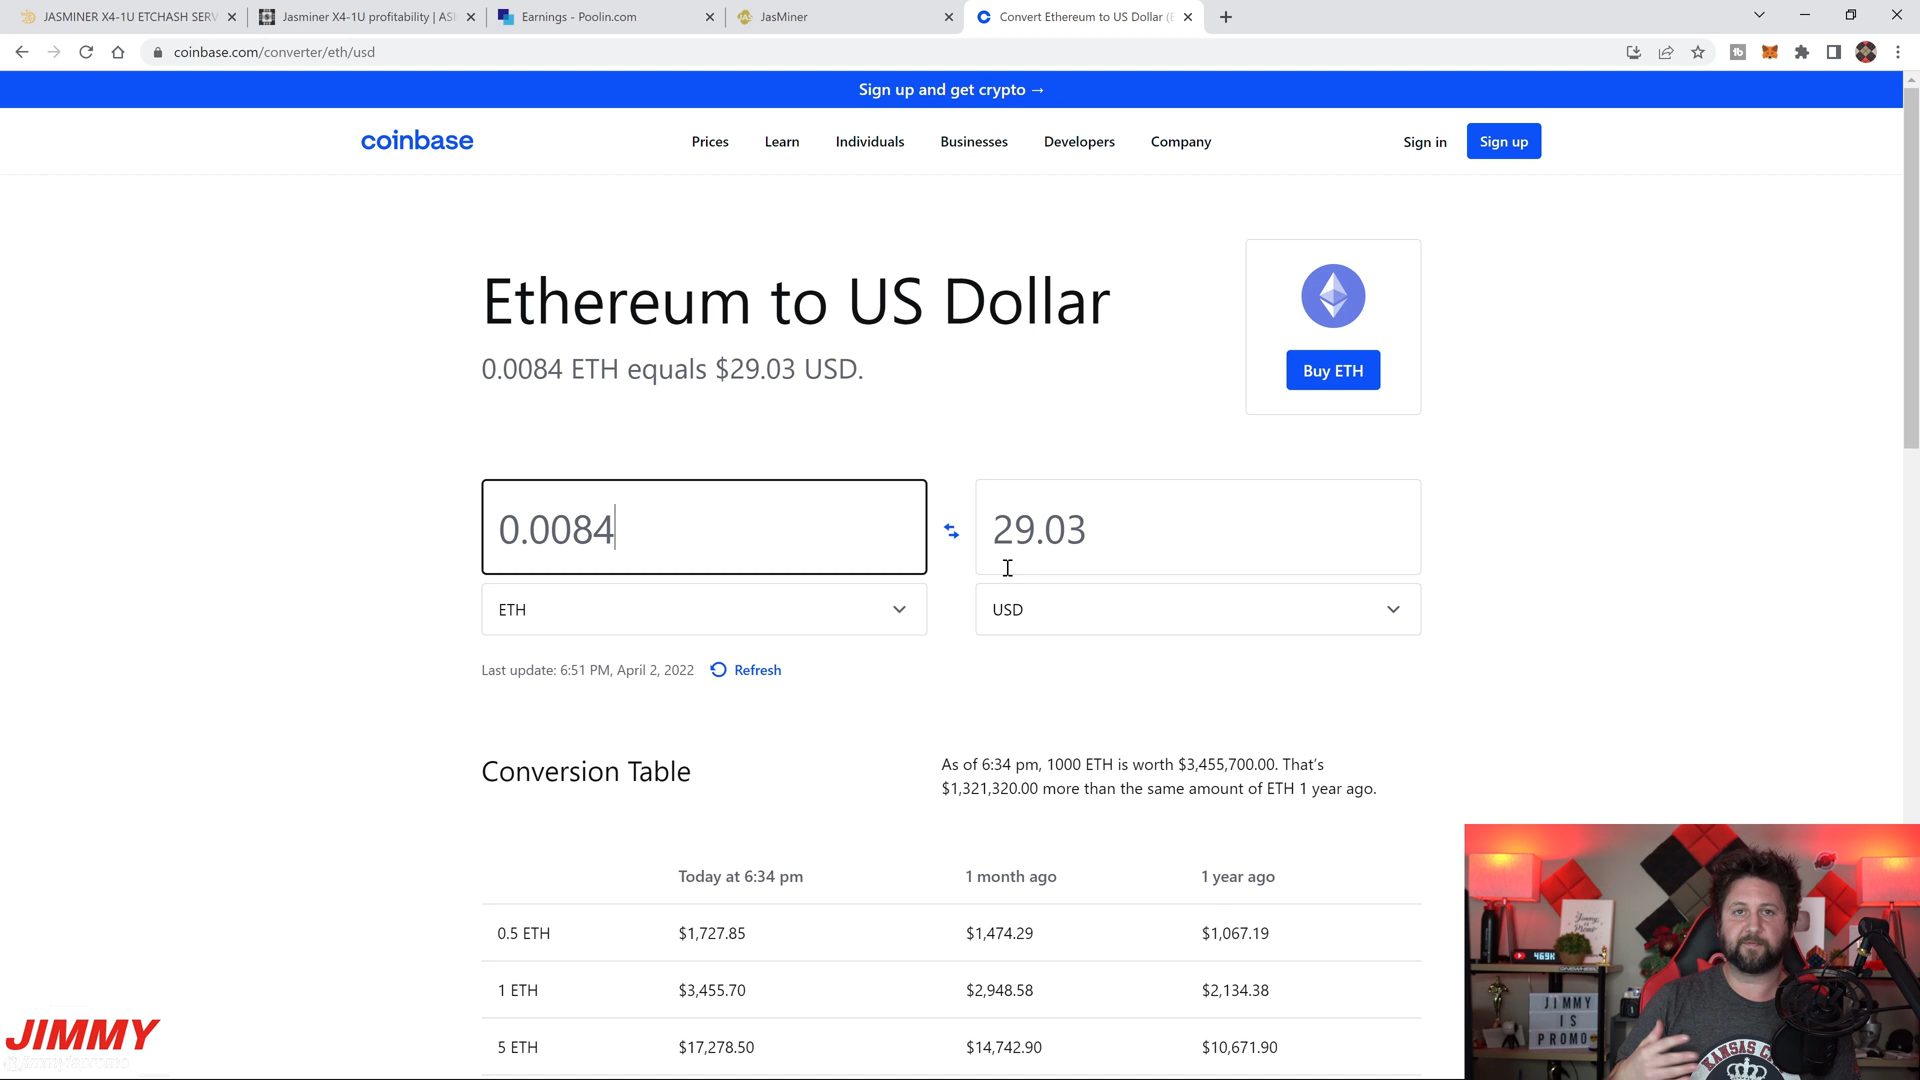 JASMINER X4-1U ETCHASH SERV
Jasminer X4-1U profitability | ASI
Earnings - Poolin.com
JasMiner
Convert Ethereum to US Dollar (E
coinbase.com/converter/eth/usd
Sign up and get crypto →
coinbase
Prices
Learn
Individuals
Businesses
Developers
Company
Sign in
Sign up
Ethereum to US Dollar
0.0084 ETH equals $29.03 USD.
Buy ETH
0.0084
29.03
ETH
USD
Last update: 6:51 PM, April 2, 2022
Refresh
Conversion Table
As of 6:34 pm, 1000 ETH is worth $3,455,700.00. That's
$1,321,320.00 more than the same amount of ETH 1 year ago.
Today at 6:34 pm 1 month ago 1 year ago
0.5 ETH $1,727.85 $1,474.29 $1,067.19
1 ETH $3,455.70 $2,948.58 $2,134.38
5 ETH $17,278.50 $14,742.90 $10,671.90
JIMMY
469K
JIMMY
IS
PROMO
KANSAS